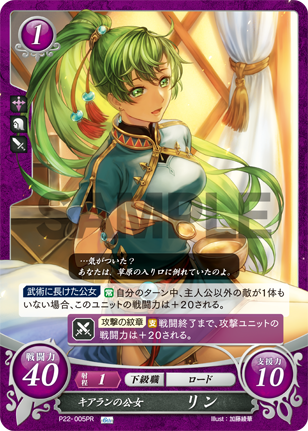 1
SAMPLE
…気がついた?
あなたは、草原の入り口に倒れていたのよ。
武術に長けた公女 常 自分のターン中、主人公以外の敵が1体も
いない場合、このユニットの戦闘力は+20される。
攻撃の紋章 支 戦闘終了まで、攻撃ユニット
の戦闘力は+20される。
戦闘力
40
射程 1 下級職 ロード
支援力
10
キアランの公女 リン
P22-005PR
Illust:加藤綾華